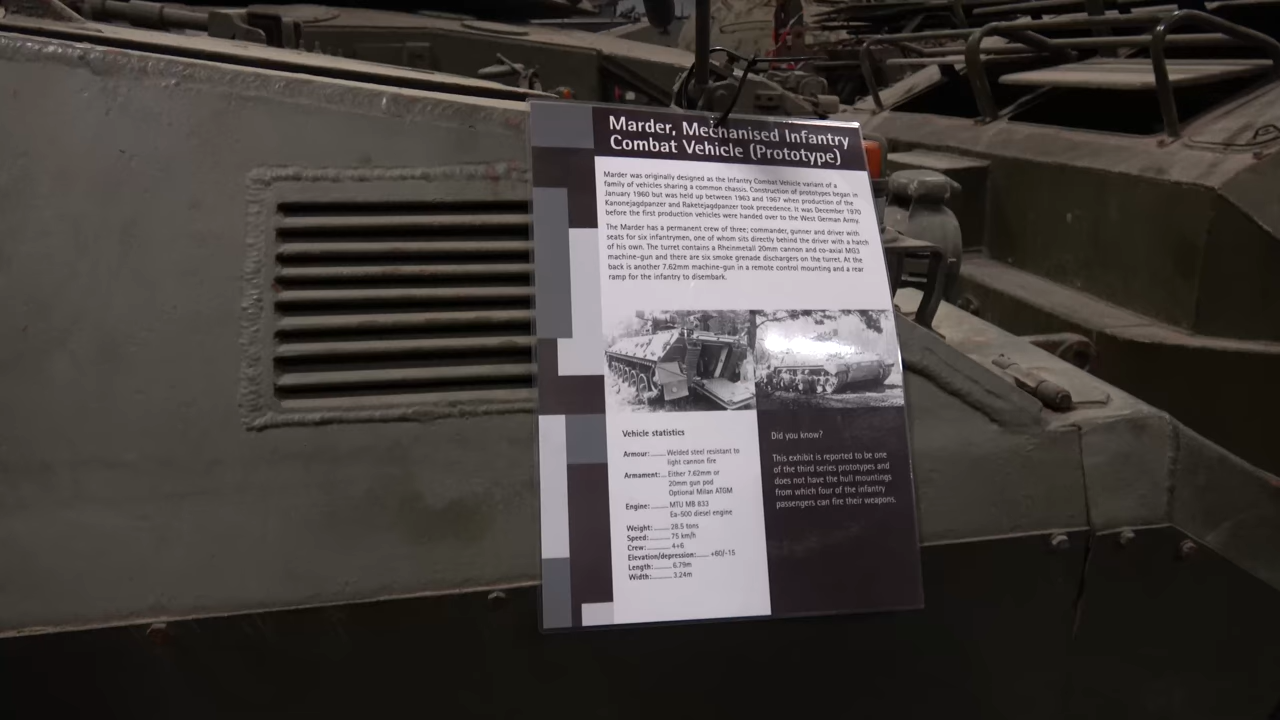 Marder, Mechanised Infantry
Combat Vehicle (Prototype)
Marder was originally designed as the Infantry Combat Vehicle variant of a
family of vehicles sharing a common chassis. Construction of prototypes began in
January 1960 but was held up between 1963 and 1967 when production of the
Kanonejagdpanzer and Raketejagdpanzer took precedence. It was December 1970
before the first production vehicles were handed over to the West German Army.
The Marder has a permanent crew of three; commander, gunner and driver with
seats for six infantrymen, one of whom sits directly behind the driver with a hatch
of his own. The turret contains a Rheinmetall 20mm cannon and co-axial MG3
machine-gun and there are six smoke grenade dischargers on the turret. At the
back is another 7.62mm machine-gun in a remote control mounting and a rear
ramp for the infantry to disembark.
Vehicle statistics
Armour:...... Welded steel resistant to
light cannon fire
Armament:... Either 7.62mm or
20mm gun pod
Optional Milan ATGM
Engine:....... MTU MB 833
Ea-500 diesel engine
Weight:....... 28.5 tons
Speed:......... 75 km/h
Crew:........... 4+6
Elevation/depression:...... +60/-15
Length:........ 6.79m
Width:......... 3.24m
Did you know?
This exhibit is reported to be one
of the third series prototypes and
does not have the hull mountings
from which four of the infantry
passengers can fire their weapons.